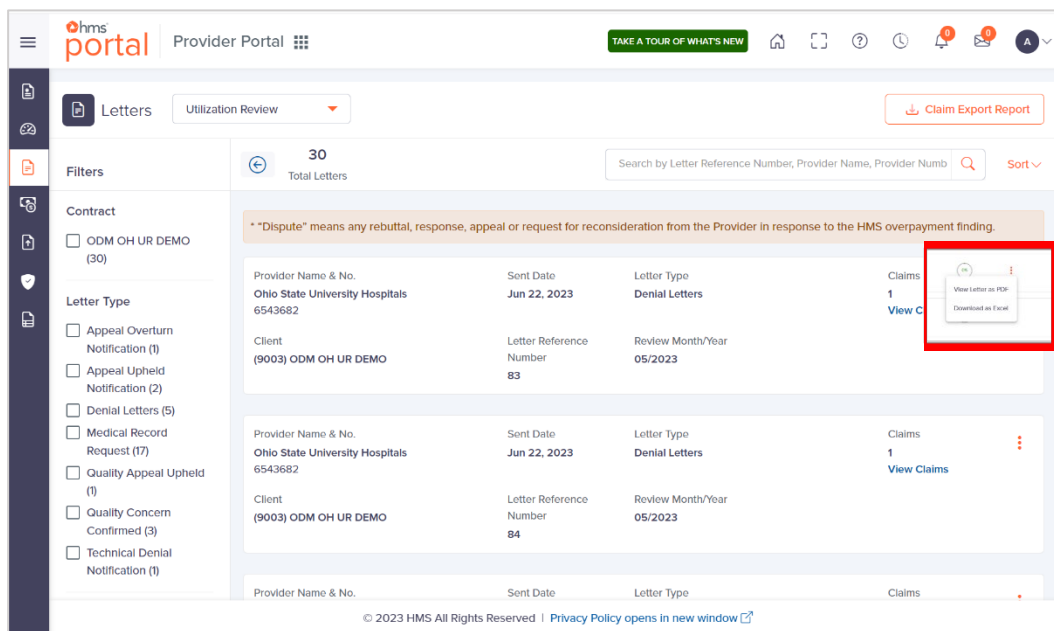 hms
portal
Provider Portal
TAKE A TOUR OF WHAT'S NEW
0
0
A
Letters
Utilization Review
Claim Export Report
Filters
30
Total Letters
Search by Letter Reference Number, Provider Name, Provider Numb
Sort
Contract
ODM OH UR DEMO
(30)
Letter Type
Appeal Overturn
Notification (1)
Appeal Upheld
Notification (2)
Denial Letters (5)
Medical Record
Request (17)
Quality Appeal Upheld
(1)
Quality Concern
Confirmed (3)
Technical Denial
Notification (1)
* "Dispute" means any rebuttal, response, appeal or request for reconsideration from the Provider in response to the HMS overpayment finding.
Provider Name & No.
Ohio State University Hospitals
6543682
Sent Date
Jun 22, 2023
Letter Type
Denial Letters
Claims
1
View C
View Letter as PDF
Download as Excel
Client
(9003) ODM OH UR DEMO
Letter Reference
Number
83
Review Month/Year
05/2023
Provider Name & No.
Ohio State University Hospitals
6543682
Sent Date
Jun 22, 2023
Letter Type
Denial Letters
Claims
1
View Claims
Client
(9003) ODM OH UR DEMO
Letter Reference
Number
84
Review Month/Year
05/2023
Provider Name & No.
Sent Date
Letter Type
Claims
© 2023 HMS All Rights Reserved | Privacy Policy opens in new window